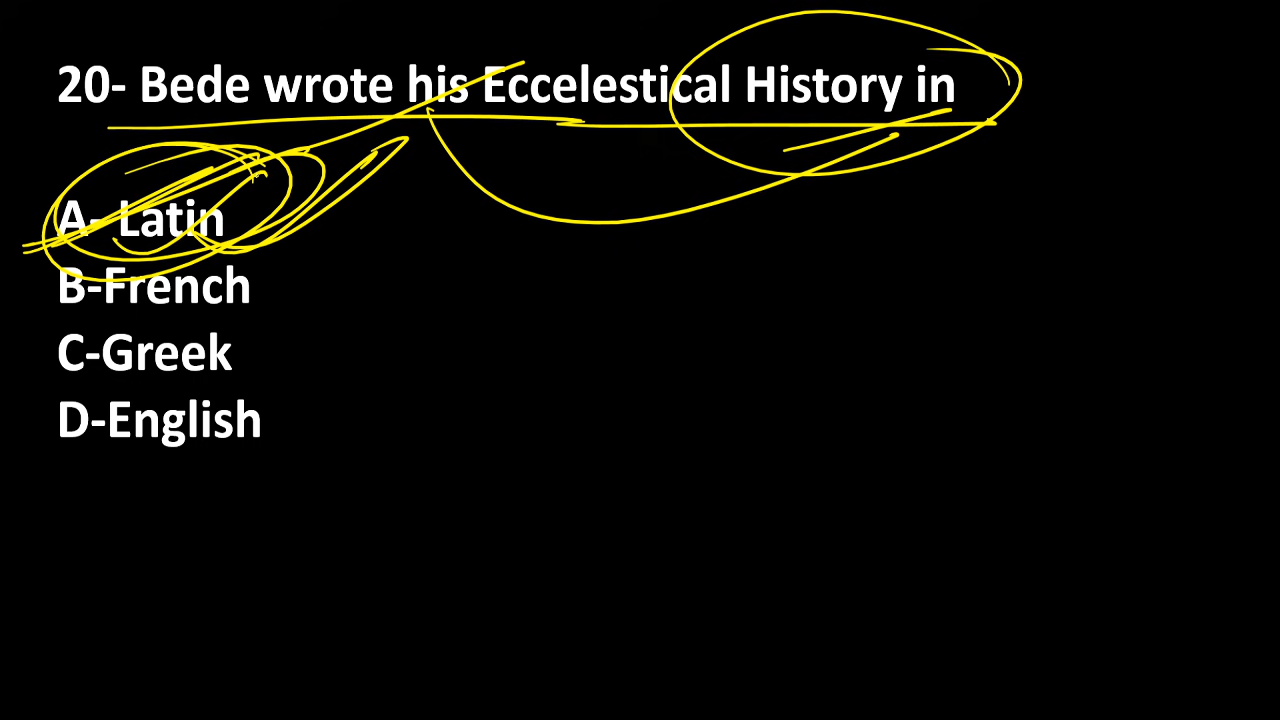 20- Bede wrote his Eccelestical History in
A- Latin
B-French
C-Greek
D-English